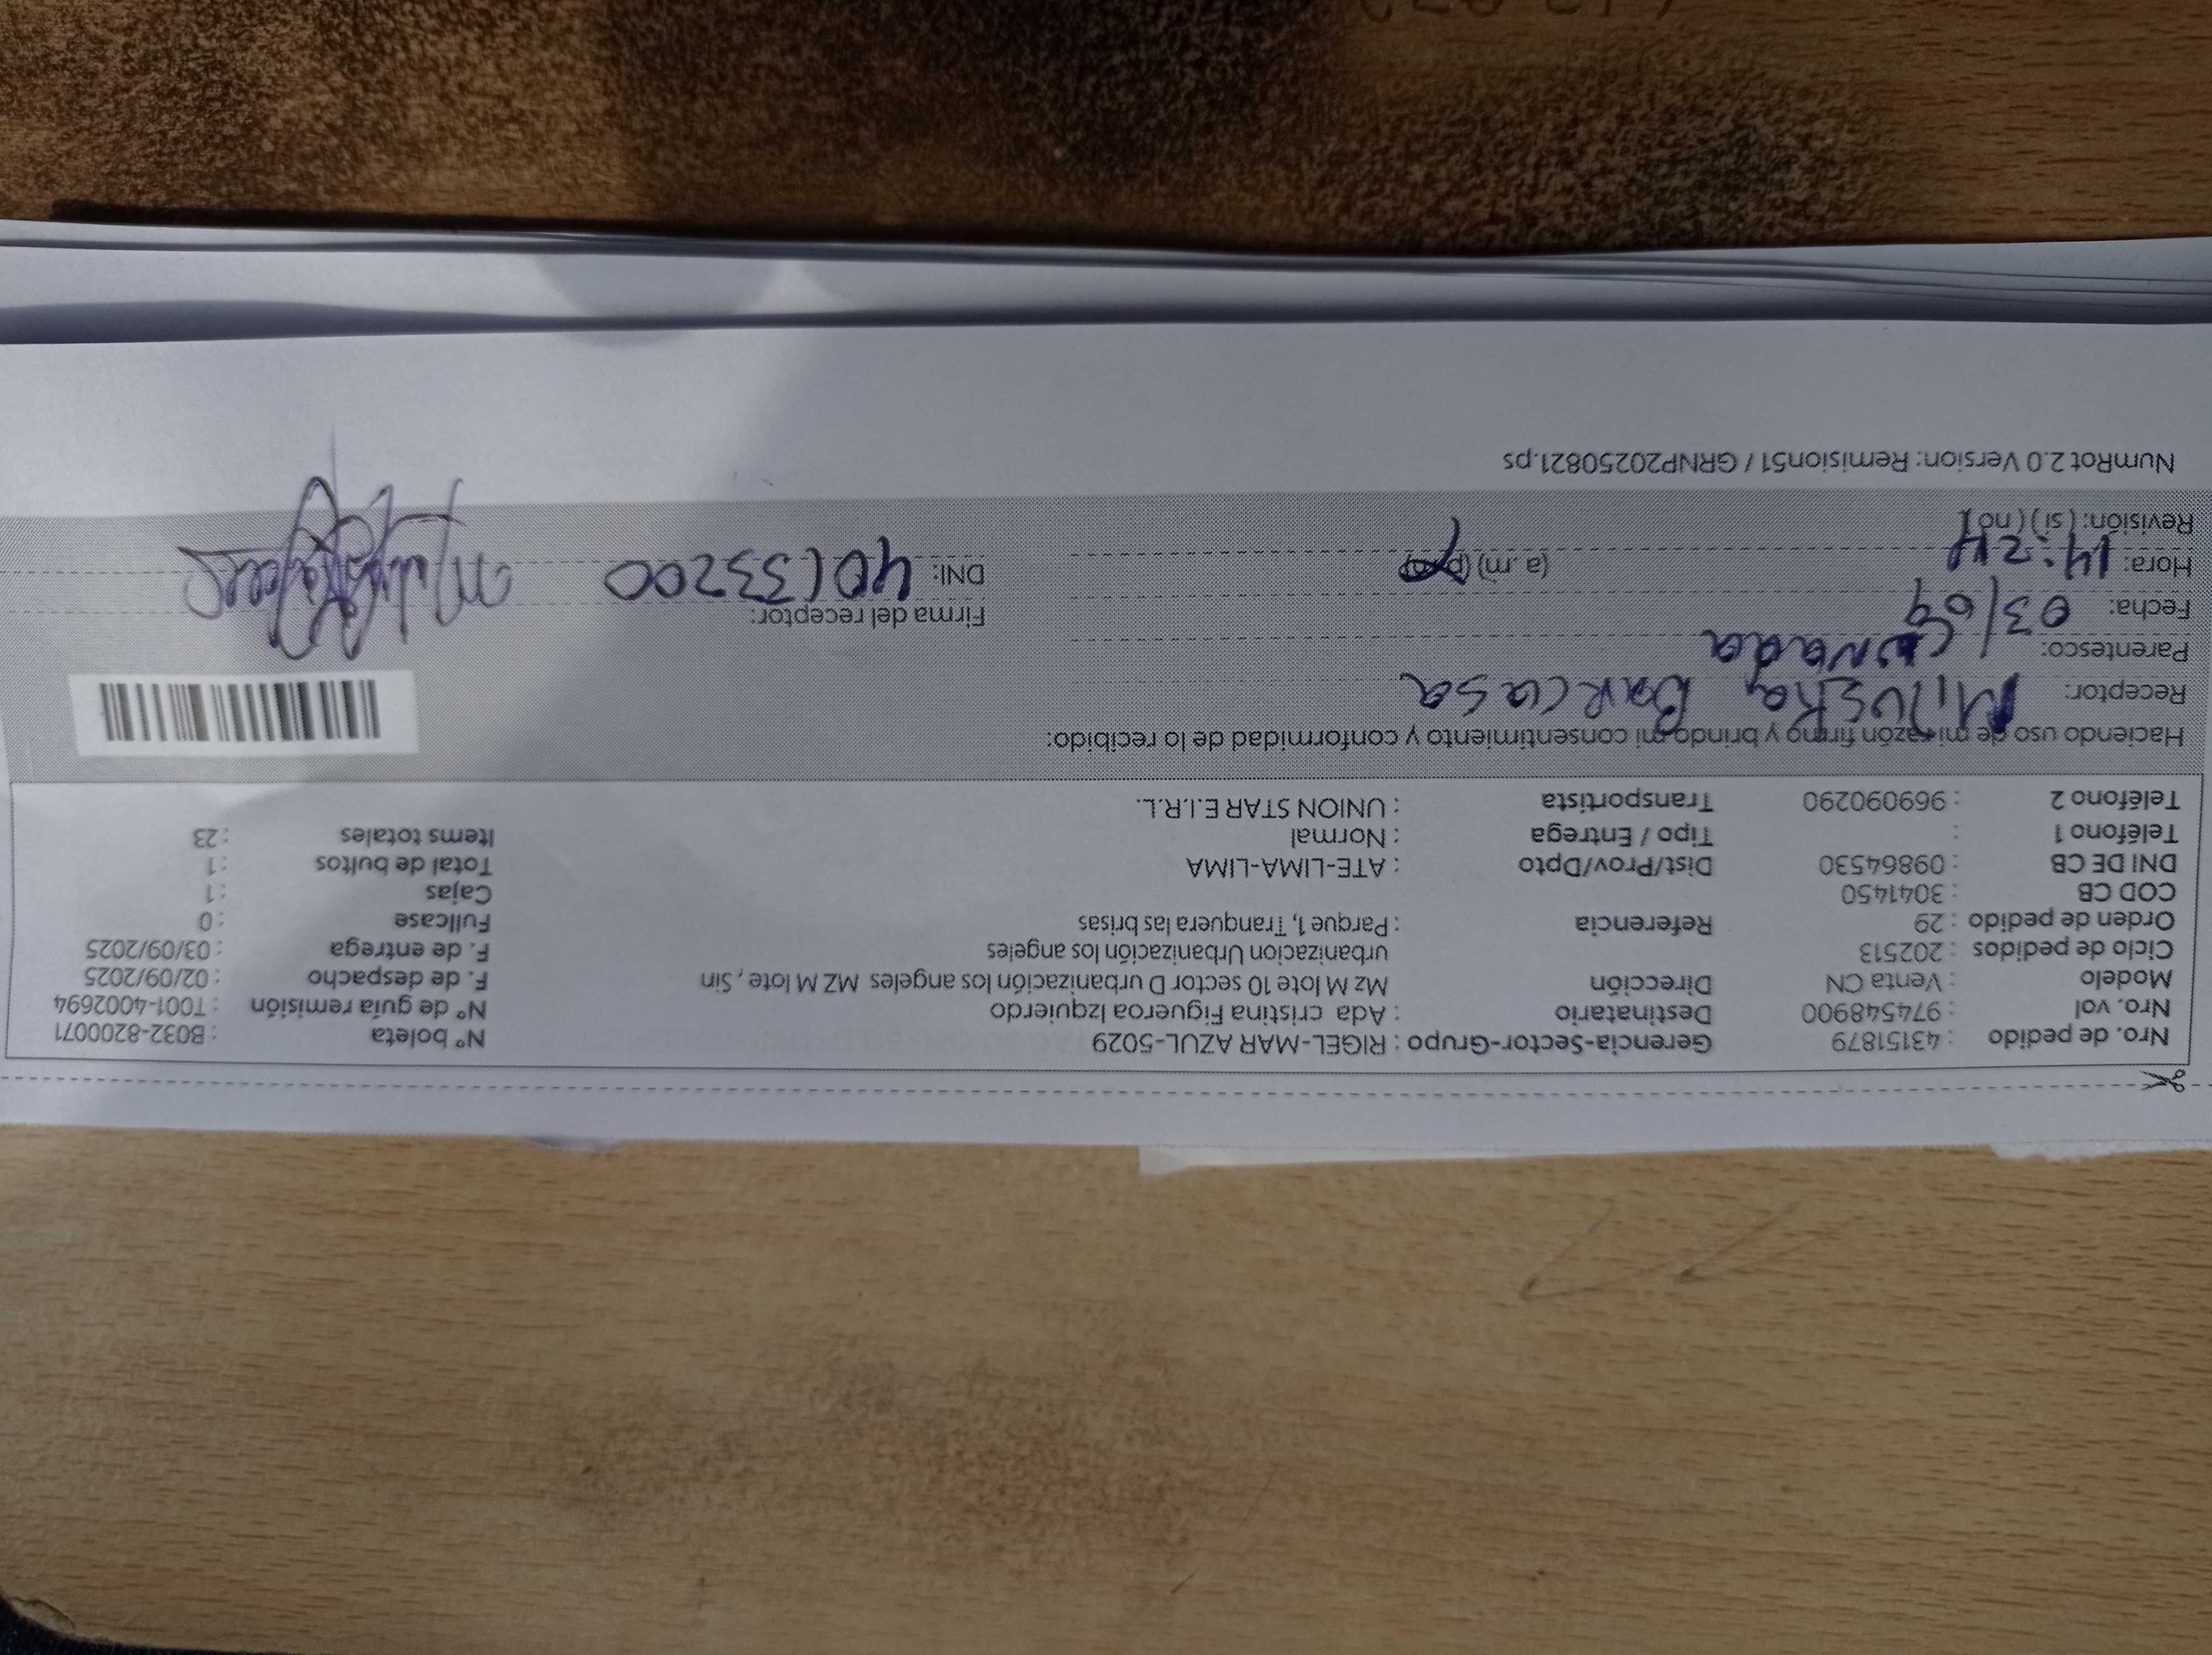 Nro. de pedido : 43151879 Gerencia-Sector-Grupo : RIGEL-MAR AZUL-5029 N° boleta : B032-8200071
Nro. vol : 974548900 Destinatario : Ada cristina Figueroa Izquierdo N° de guía remisión : T001-4002694
Modelo : Venta CN Dirección Mz M lote 10 sector D urbanización los angeles MZ M lote , Sin F. de despacho : 02/09/2025
Ciclo de pedidos : 202513 urbanizacion Urbanización los angeles F. de entrega : 03/09/2025
Orden de pedido : 29 Referencia : Parque 1, Tranquera las brisas Fullcase : 0
COD CB : 3041450 Cajas : 1
DNI DE CB : 09864530 Dist/Prov/Dpto : ATE-LIMA-LIMA Total de bultos : 1
Teléfono 1 : Tipo / Entrega : Normal Items totales : 23
Teléfono 2 : 969090290 Transportista : UNION STAR E.I.R.L.
Haciendo uso de mi razón firmo y brindo mi consentimiento y conformidad de lo recibido:
Receptor:
Parentesco: Cuñada
Fecha: 03/09 Firma del receptor:
Hora: 14:24 (a. m) (p. m) DNI: 40133200
Revisión: (si) (no)
NumRot 2.0 Version: Remision51 / GRNP20250821.ps